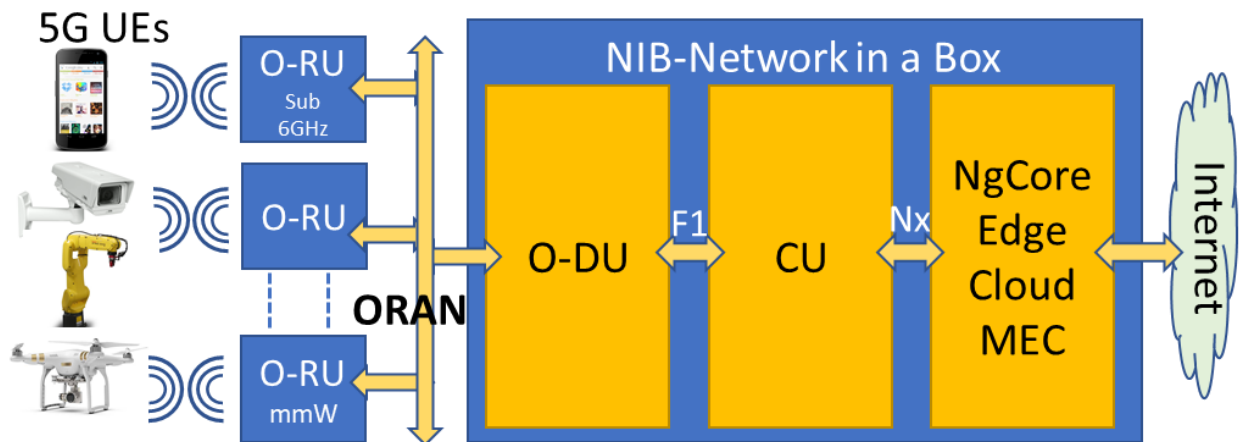 5G UEs
O-RU
Sub
6GHz
O-RU
O-RU
mmW
ORAN
NIB-Network in a Box
O-DU
F1
CU
Nx
NgCore
Edge
Cloud
MEC
Internet